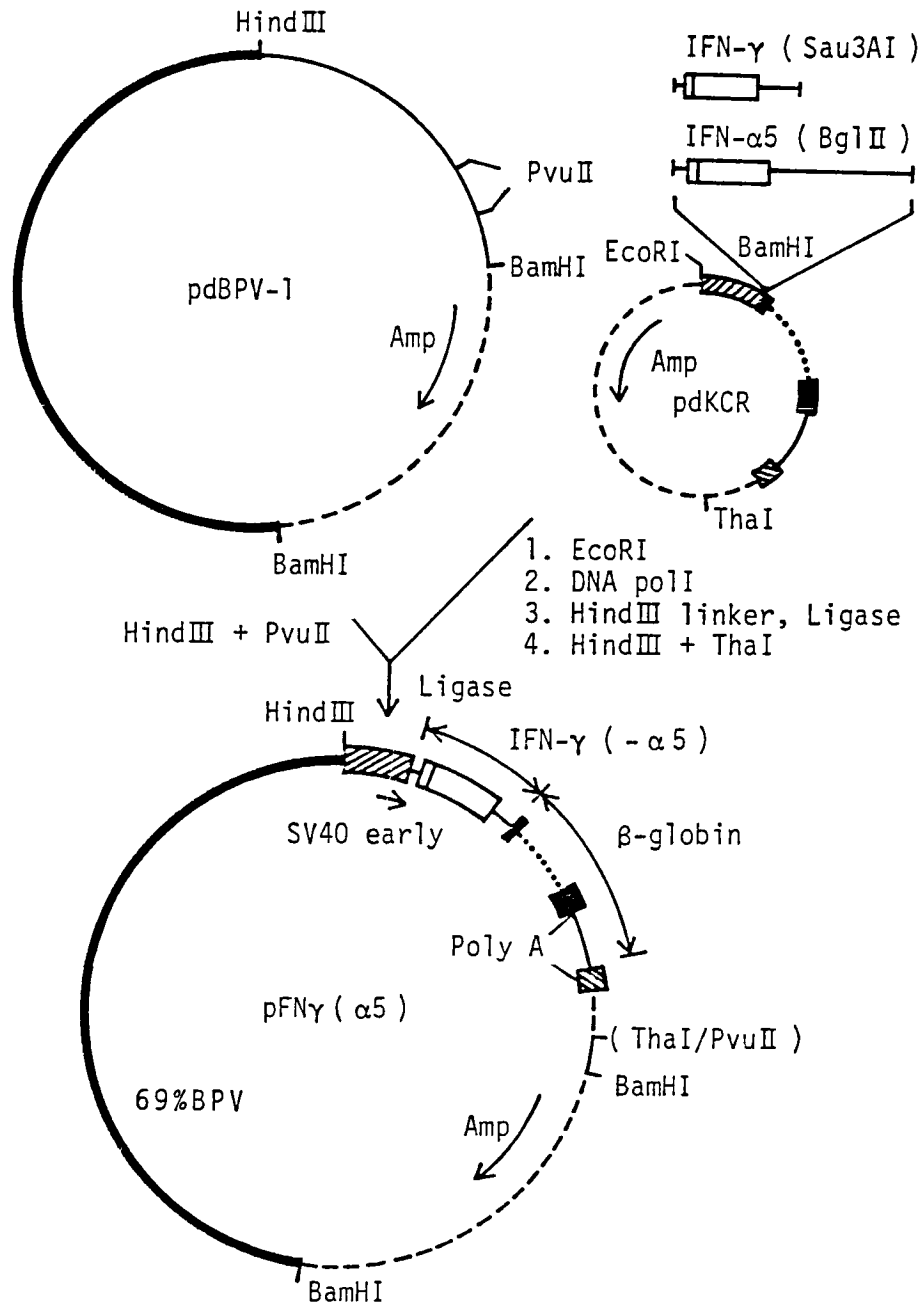 HindⅢ
IFN-γ ( Sau3AI )
IFN-α5 ( BglⅡ )
PvuⅡ
BamHI
EcoRI
BamHI
pdBPV-1
Amp
Amp
pdKCR
ThaI
BamHI
1. EcoRI
2. DNA polI
3. HindⅢ linker, Ligase
4. HindⅢ + ThaI
HindⅢ + PvuⅡ
Ligase
HindⅢ
IFN-γ ( -α5 )
SV40 early
β-globin
Poly A
pFNγ ( α5 )
( ThaI/PvuⅡ )
BamHI
69%BPV
Amp
BamHI